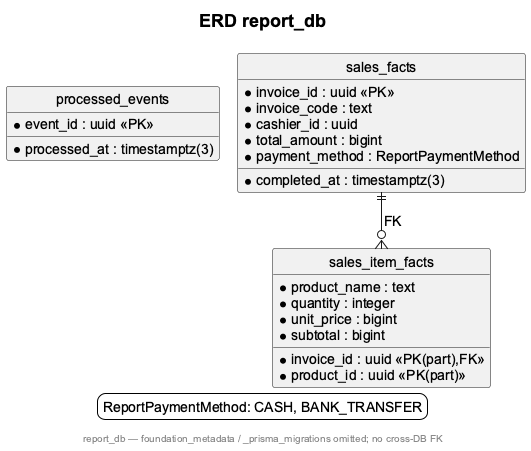 ERD report_db
processed_events
event_id : uuid «PK»
processed_at : timestamptz(3)
sales_facts
invoice_id : uuid «PK»
invoice_code : text
cashier_id : uuid
total_amount : bigint
payment_method : ReportPaymentMethod
completed_at : timestamptz(3)
FK
sales_item_facts
product_name : text
quantity : integer
unit_price : bigint
subtotal : bigint
invoice_id : uuid «PK(part),FK»
product_id : uuid «PK(part)»
ReportPaymentMethod: CASH, BANK_TRANSFER
report_db — foundation_metadata / _prisma_migrations omitted; no cross-DB FK